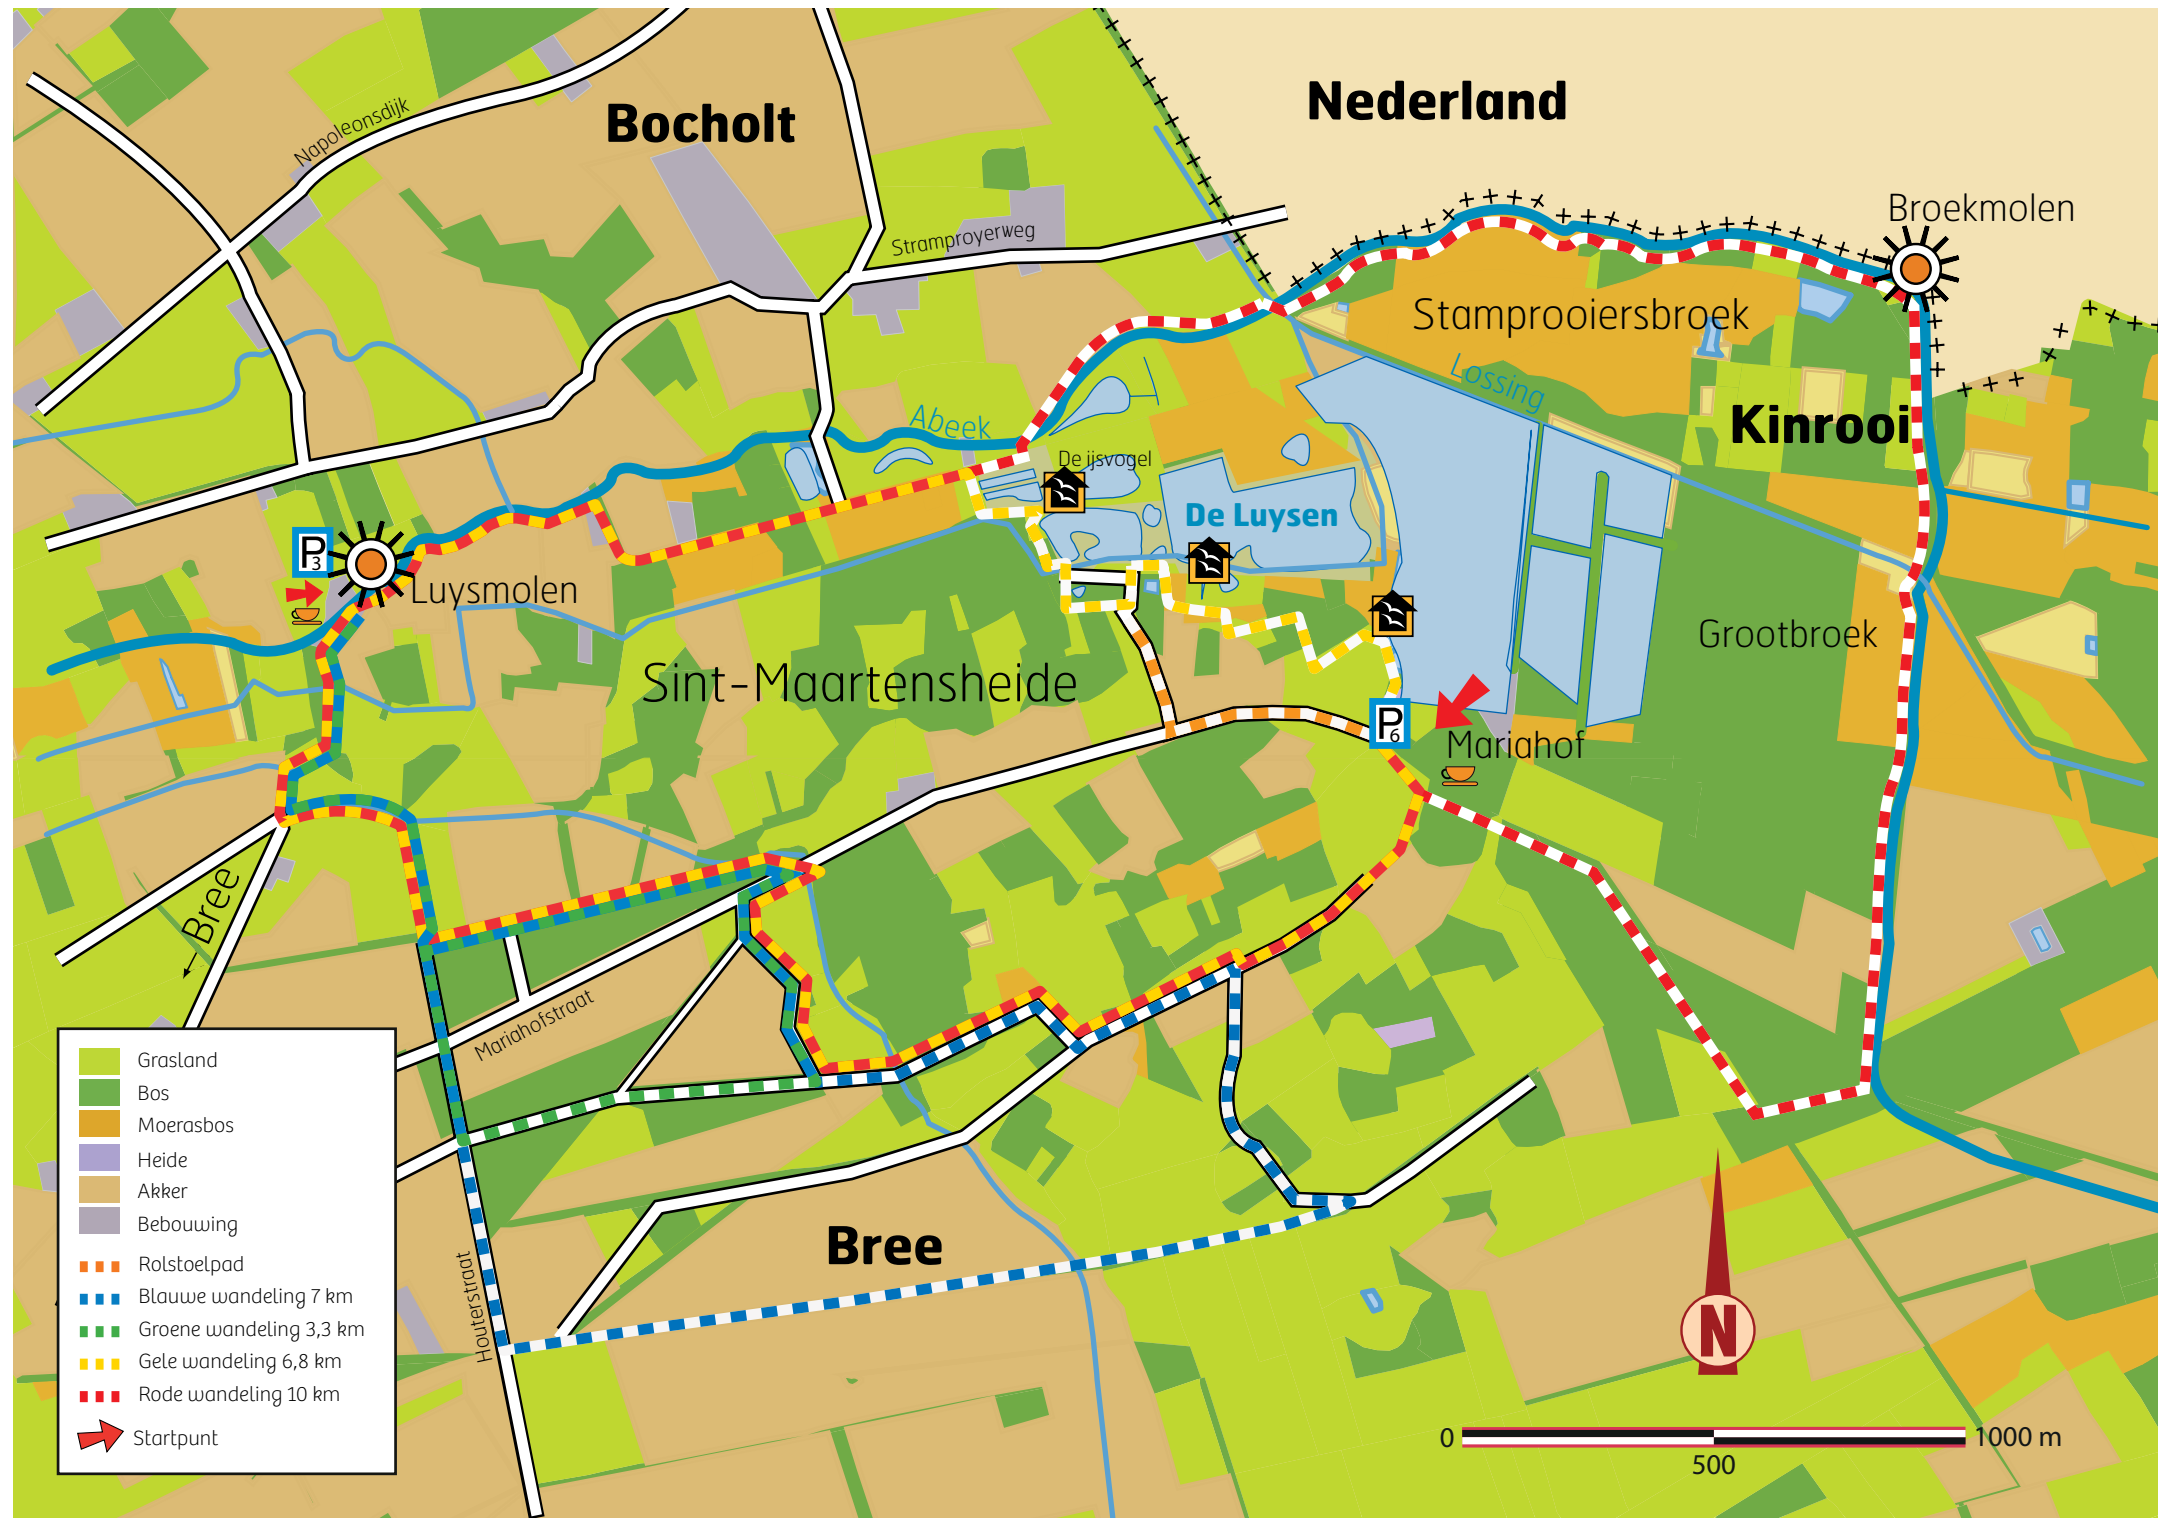 Nederland
Bocholt
Napoleonsdijk
Broekmolen
Stramproyerweg
Stamprooiersbroek
Lossing
Abeek
Kinrooi
De ijsvogel
De Luysen
P3
Luysmolen
Grootbroek
Sint-Maartensheide
P6
Mariahof
Bree
Mariahofstraat
Bree
Houterstraat
Grasland
Bos
Moerasbos
Heide
Akker
Bebouwing
Rolstoelpad
Blauwe wandeling 7 km
Groene wandeling 3,3 km
Gele wandeling 6,8 km
Rode wandeling 10 km
Startpunt
N
0
1000 m
500